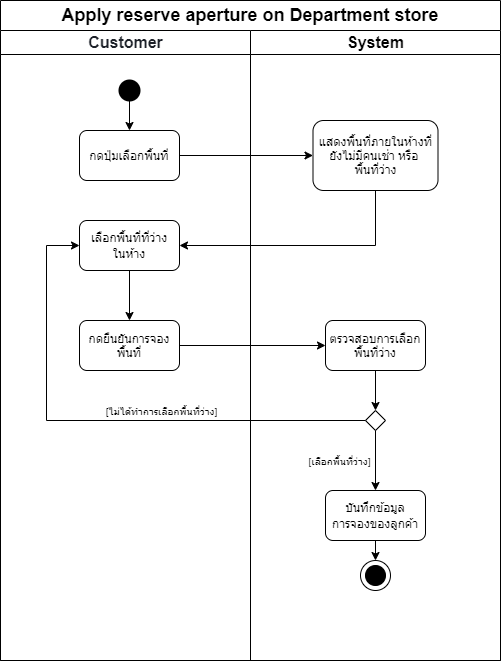 Apply reserve aperture on Department store
Customer
System
กดปุ่มเลือกพื้นที่
แสดงพื้นที่ภายในห้างที่
ยังไม่มีคนเช่า หรือ
พื้นที่ว่าง
เลือกพื้นที่ที่ว่าง
ในห้าง
กดยืนยันการจอง
พื้นที่
ตรวจสอบการเลือก
พื้นที่ว่าง
[ไม่ได้ทำการเลือกพื้นที่ว่าง]
[เลือกพื้นที่ว่าง]
บันทึกข้อมูล
การจองของลูกค้า